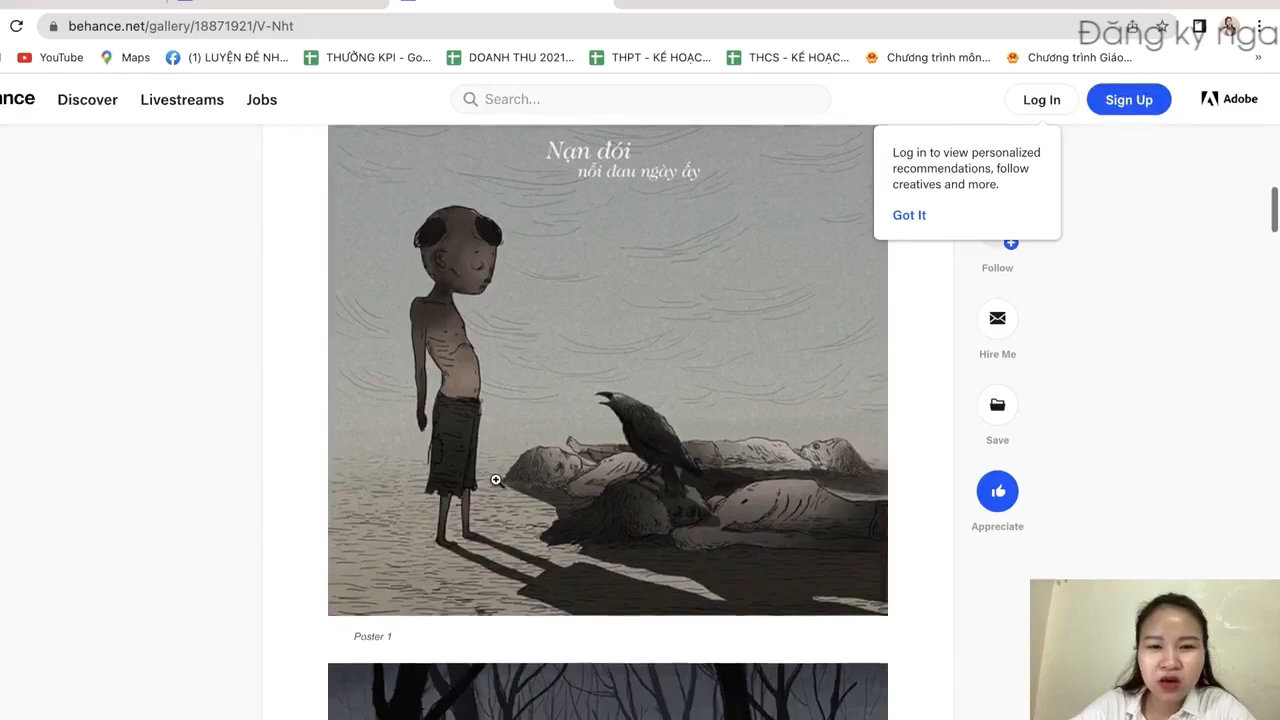 behance.net/gallery/18871921/V-Nht
Đăng ký nga
YouTube
Maps
(1) LUYỆN ĐỀ NH...
THƯỞNG KPI - Go...
DOANH THU 2021...
THPT - KẾ HOẠC...
THCS - KẾ HOẠC...
Chương trình môn...
Chương trình Giáo...
»
nce
Discover
Livestreams
Jobs
Search...
Log In
Sign Up
Adobe
Nạn đói
nỗi đau ngày ấy
Log in to view personalized
recommendations, follow
creatives and more.
Got It
Follow
Hire Me
Save
Appreciate
Poster 1